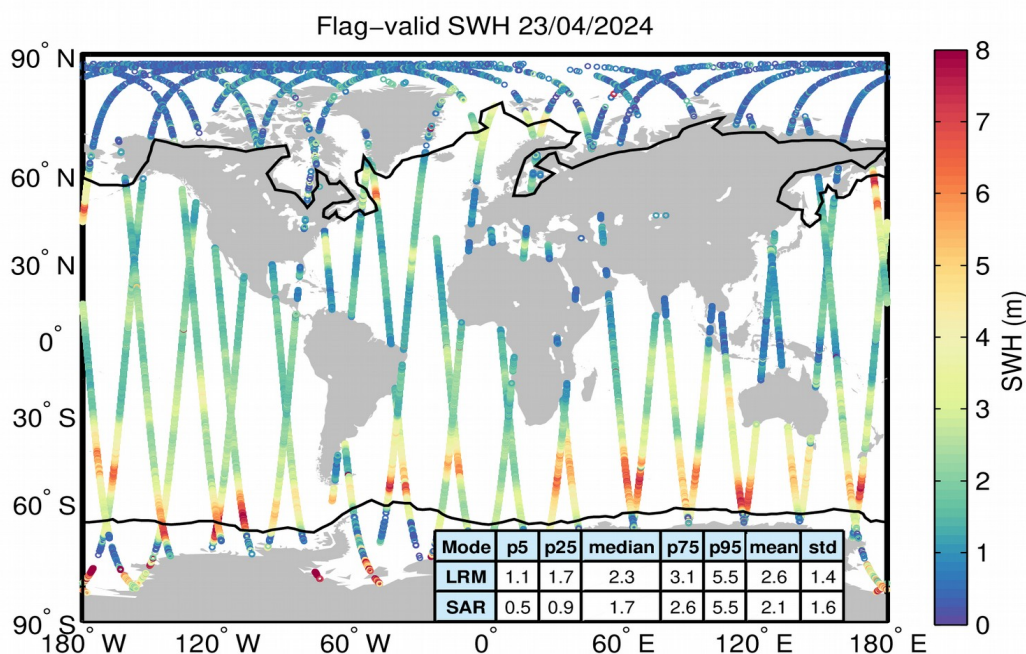 Flag−valid SWH 23/04/2024
90° N
60° N
30° N
0°
30° S
60° S
90° S
180° W
120° W
60° W
0°
60° E
120° E
180° E
8
7
6
5
4
3
2
1
0
SWH (m)
Mode p5 p25 median p75 p95 mean std
LRM 1.1 1.7 2.3 3.1 5.5 2.6 1.4
SAR 0.5 0.9 1.7 2.6 5.5 2.1 1.6